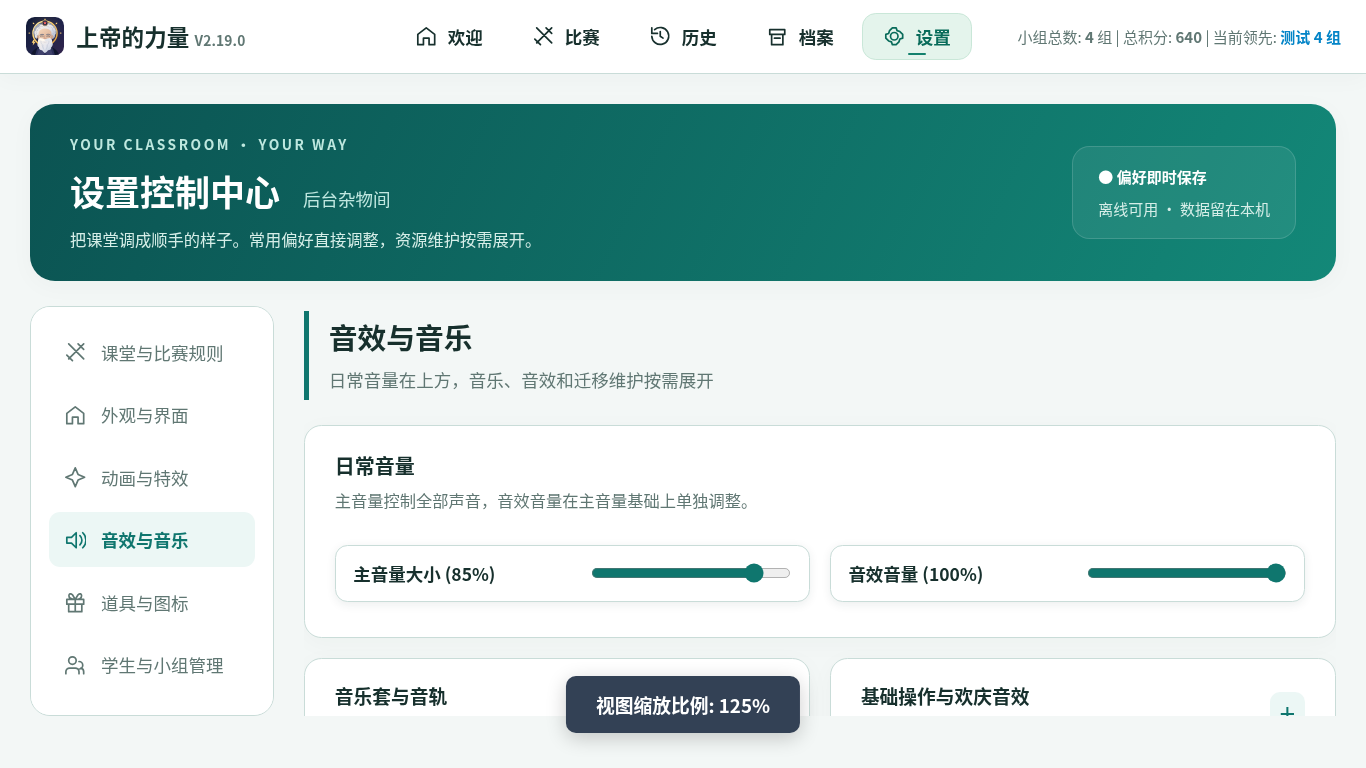 上帝的力量 V2.19.0
欢迎
比赛
历史
档案
设置
小组总数: 4 组 | 总积分: 640 | 当前领先: 测试 4 组
YOUR CLASSROOM • YOUR WAY
设置控制中心 后台杂物间
把课堂调成顺手的样子。常用偏好直接调整，资源维护按需展开。
偏好即时保存
离线可用 • 数据留在本机
课堂与比赛规则
外观与界面
动画与特效
音效与音乐
道具与图标
学生与小组管理
音效与音乐
日常音量在上方，音乐、音效和迁移维护按需展开
日常音量
主音量控制全部声音，音效音量在主音量基础上单独调整。
主音量大小 (85%)
音效音量 (100%)
音乐套与音轨
基础操作与欢庆音效
视图缩放比例: 125%